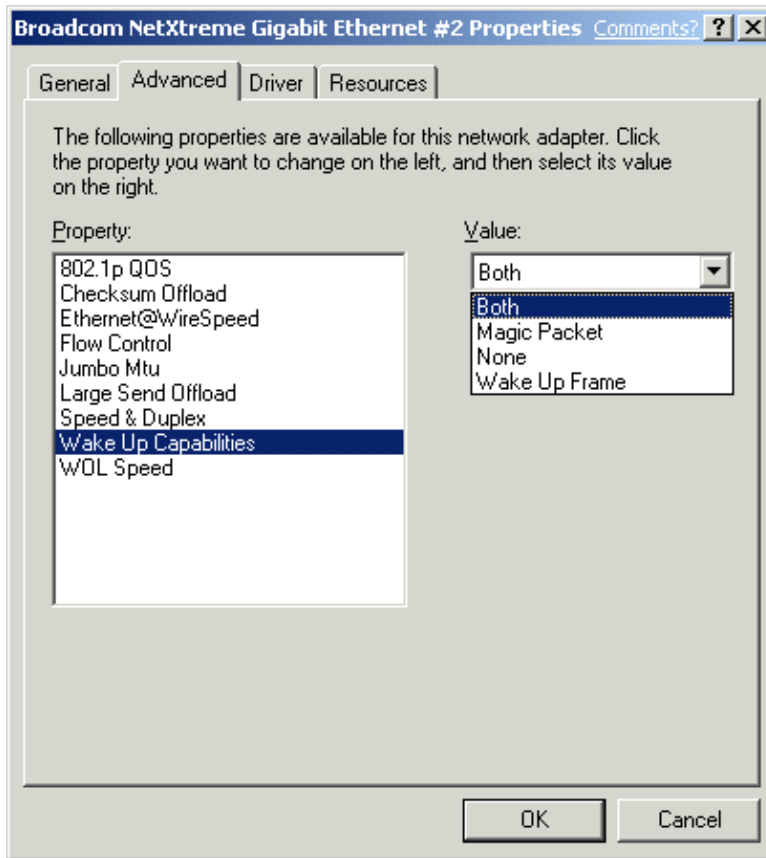 Broadcom NetXtreme Gigabit Ethernet #2 Properties Comments? ? X
General Advanced Driver Resources
The following properties are available for this network adapter. Click
the property you want to change on the left, and then select its value
on the right.
Property:
802.1p QOS
Checksum Offload
Ethernet@WireSpeed
Flow Control
Jumbo Mtu
Large Send Offload
Speed & Duplex
Wake Up Capabilities
WOL Speed
Value:
Both
Both
Magic Packet
None
Wake Up Frame
OK Cancel